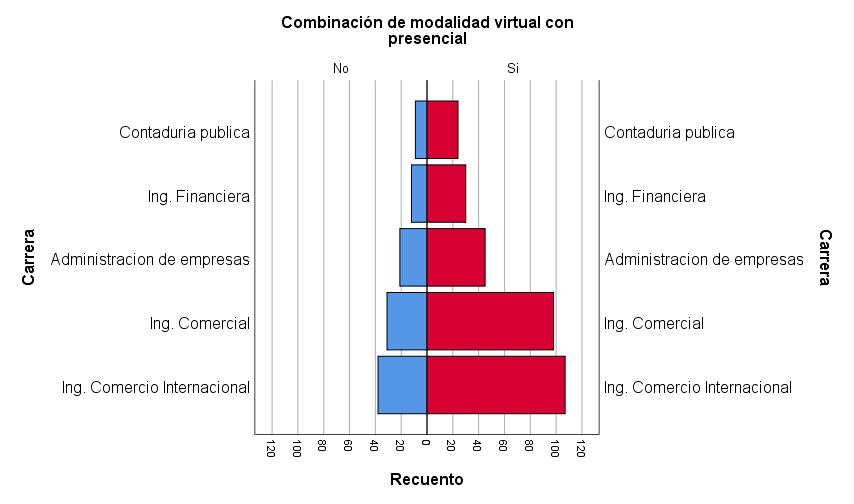 Combinación de modalidad virtual con
presencial
No
Si
Contaduria publica
Contaduria publica
Ing. Financiera
Ing. Financiera
Carrera
Administracion de empresas
Administracion de empresas
Carrera
Ing. Comercial
Ing. Comercial
Ing. Comercio Internacional
Ing. Comercio Internacional
120 100 80 60 40 20 0 20 40 60 80 100 120
Recuento